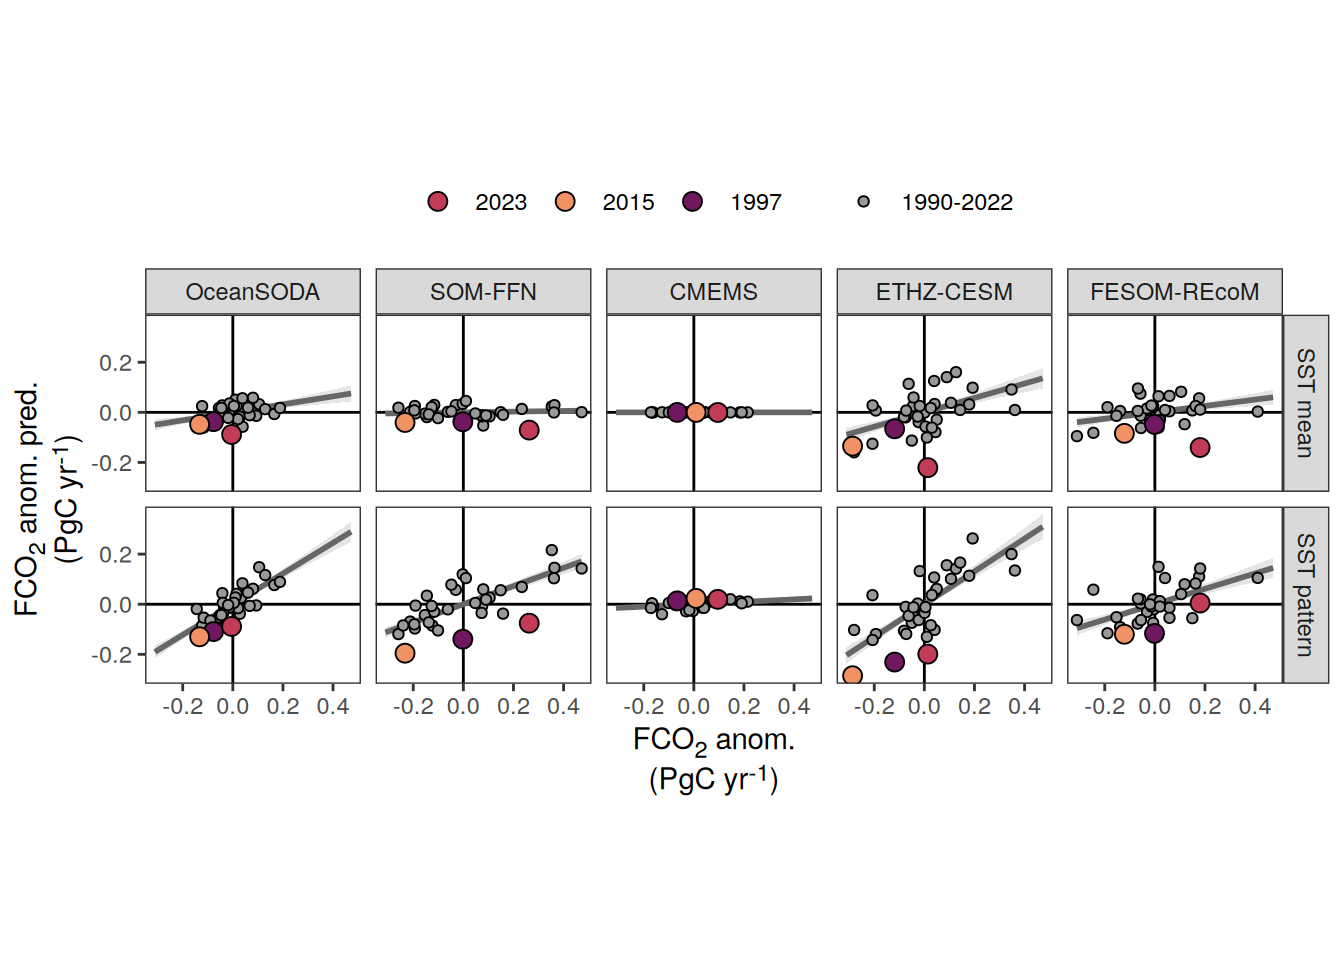 2023 2015 1997 1990-2022
OceanSODA SOM-FFN CMEMS ETHZ-CESM FESOM-REcoM
0.2
0.0
-0.2
SST mean
0.2
0.0
-0.2
SST pattern
FCO₂ anom. pred.
(PgC yr⁻¹)
-0.2 0.0 0.2 0.4 -0.2 0.0 0.2 0.4 -0.2 0.0 0.2 0.4 -0.2 0.0 0.2 0.4 -0.2 0.0 0.2 0.4
FCO₂ anom.
(PgC yr⁻¹)